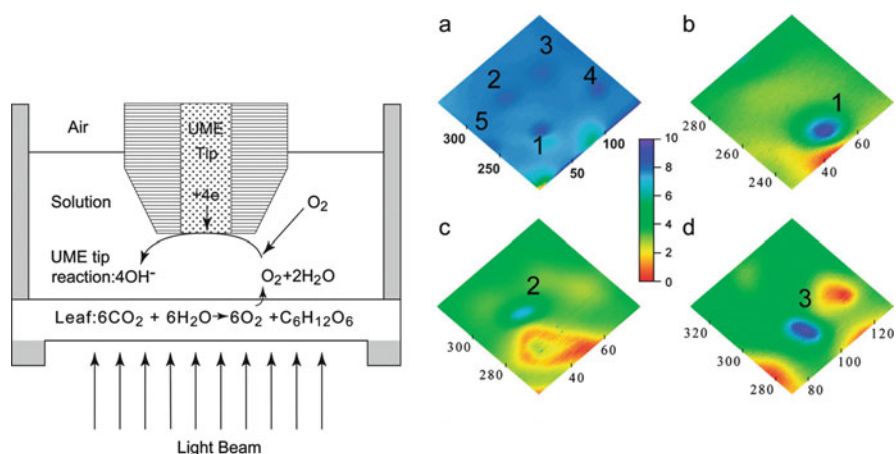 Air
UME
Tip
+4e
Solution
O₂
UME tip
reaction:4OH⁻
O₂+2H₂O
Leaf:6CO₂ + 6H₂O→6O₂ +C₆H₁₂O₆
Light Beam
a
3
2
4
5
1
300
250
50
100
b
1
280
260
240
40
60
10
8
6
4
2
0
c
2
300
280
40
60
d
3
320
300
280
80
100
120